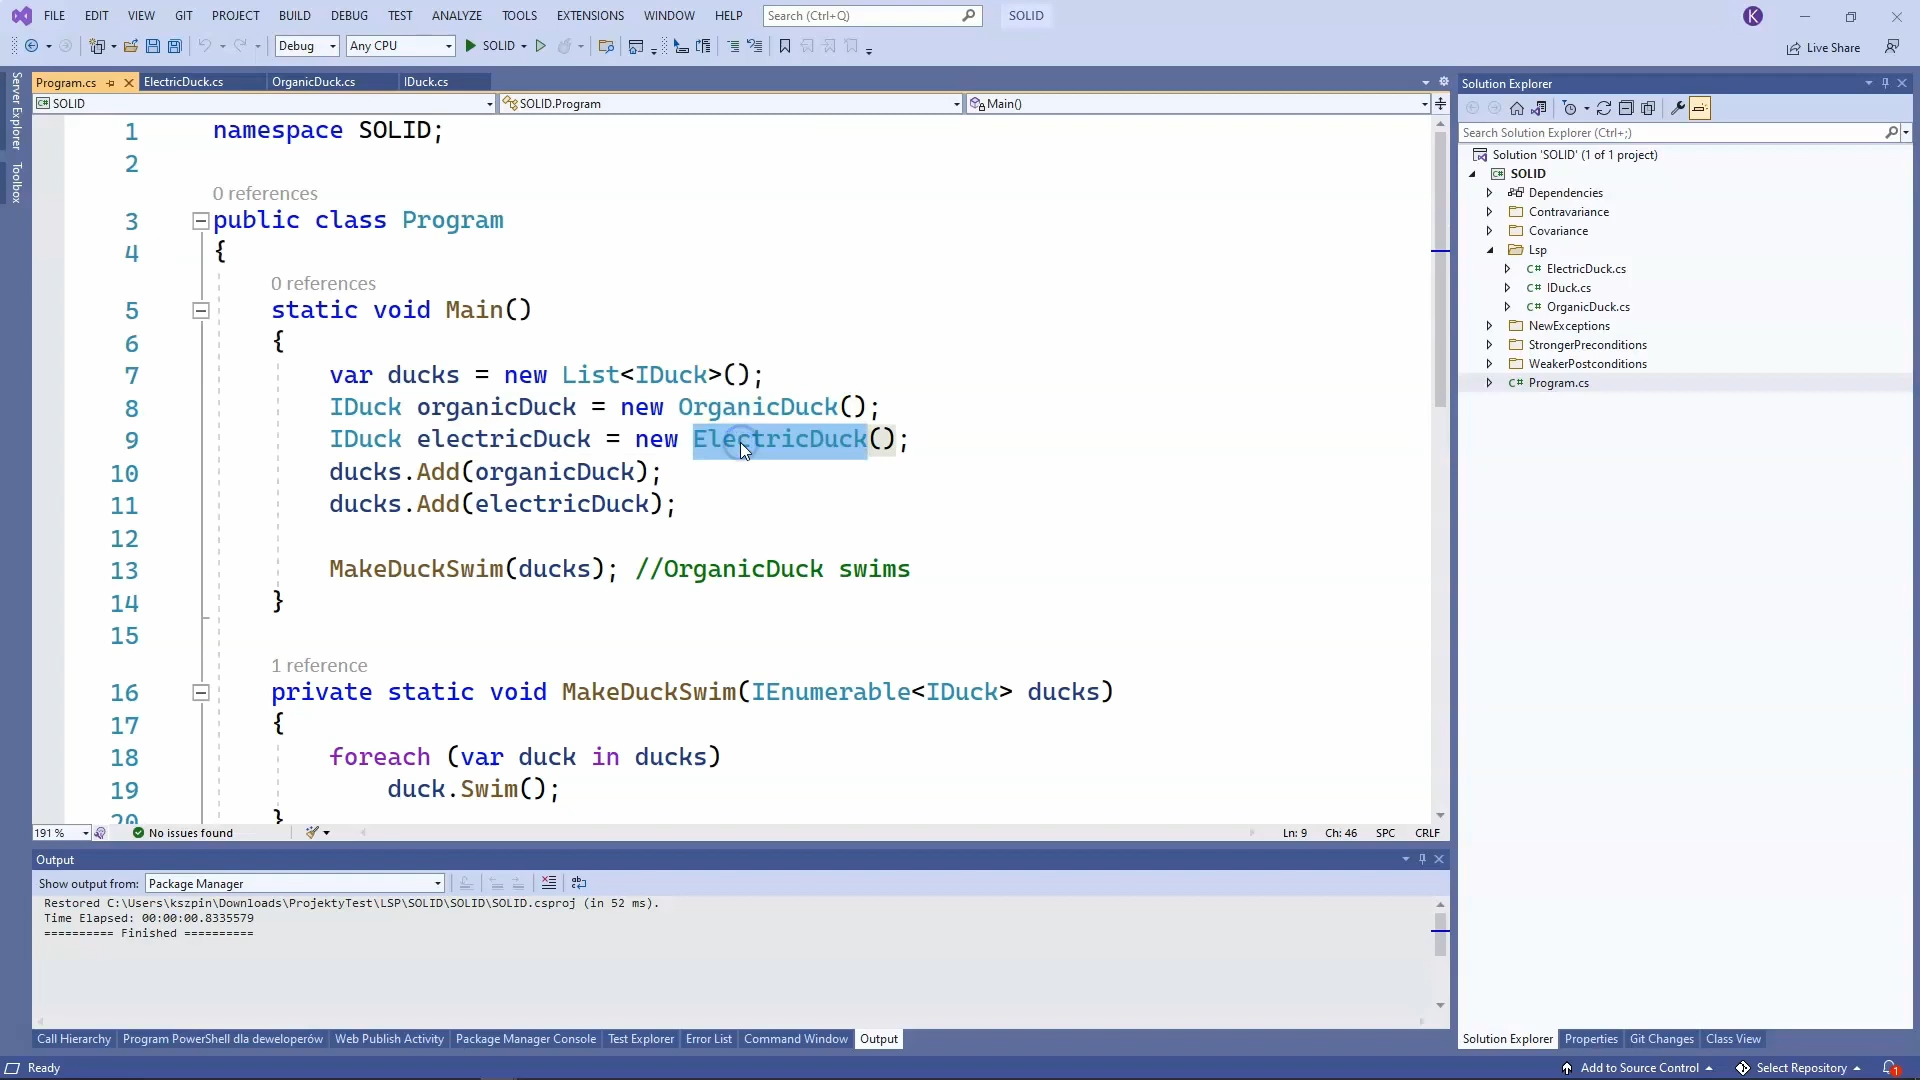 FILE EDIT VIEW GIT PROJECT BUILD DEBUG TEST ANALYZE TOOLS EXTENSIONS WINDOW HELP Search (Ctrl+Q) SOLID K
Debug Any CPU SOLID Live Share
Server Explorer
Toolbox
Program.cs ElectricDuck.cs OrganicDuck.cs IDuck.cs
C# SOLID SOLID.Program Main()
1 namespace SOLID;
2
0 references
3 public class Program
4 {
0 references
5 static void Main()
6 {
7 var ducks = new List<IDuck>();
8 IDuck organicDuck = new OrganicDuck();
9 IDuck electricDuck = new ElectricDuck();
10 ducks.Add(organicDuck);
11 ducks.Add(electricDuck);
12
13 MakeDuckSwim(ducks); //OrganicDuck swims
14 }
15
1 reference
16 private static void MakeDuckSwim(IEnumerable<IDuck> ducks)
17 {
18 foreach (var duck in ducks)
19 duck.Swim();
20 }
191 % No issues found Ln: 9 Ch: 46 SPC CRLF
Output
Show output from: Package Manager
Restored C:\Users\kszpin\Downloads\ProjektyTest\LSP\SOLID\SOLID\SOLID.csproj (in 52 ms).
Time Elapsed: 00:00:00.8335579
========== Finished ==========
Call Hierarchy Program PowerShell dla deweloperów Web Publish Activity Package Manager Console Test Explorer Error List Command Window Output
Solution Explorer
Search Solution Explorer (Ctrl+;)
Solution 'SOLID' (1 of 1 project)
C# SOLID
Dependencies
Contravariance
Covariance
Lsp
C# ElectricDuck.cs
C# IDuck.cs
C# OrganicDuck.cs
NewExceptions
StrongerPreconditions
WeakerPostconditions
C# Program.cs
Solution Explorer Properties Git Changes Class View
Ready Add to Source Control Select Repository 1